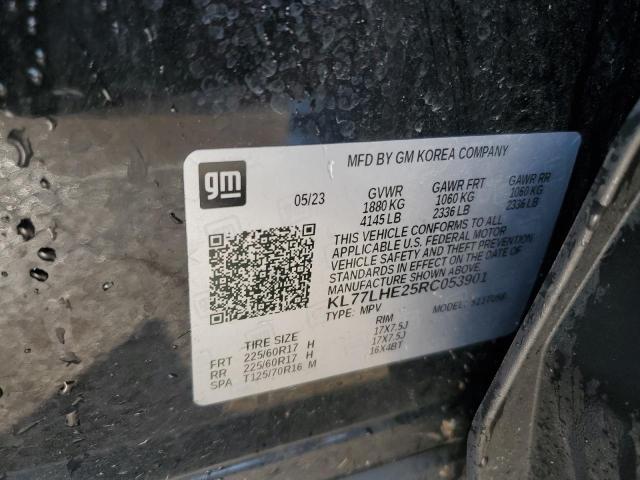 MFD BY GM KOREA COMPANY
gm
05/23
GVWR GAWR FRT GAWR RR
1880 KG 1060 KG 1060 KG
4145 LB 2336 LB 2336 LB
THIS VEHICLE CONFORMS TO ALL
APPLICABLE U.S. FEDERAL MOTOR
VEHICLE SAFETY AND THEFT PREVENTION
STANDARDS IN EFFECT ON THE DATE OF
MANUFACTURE SHOWN ABOVE.
KL77LHE25RC053901
TYPE: MPV MODEL:
TIRE SIZE RIM
FRT 225/60R17 H 17X7.5J
RR 225/60R17 H 17X7.5J
SPA T125/70R16 M 16X4BT